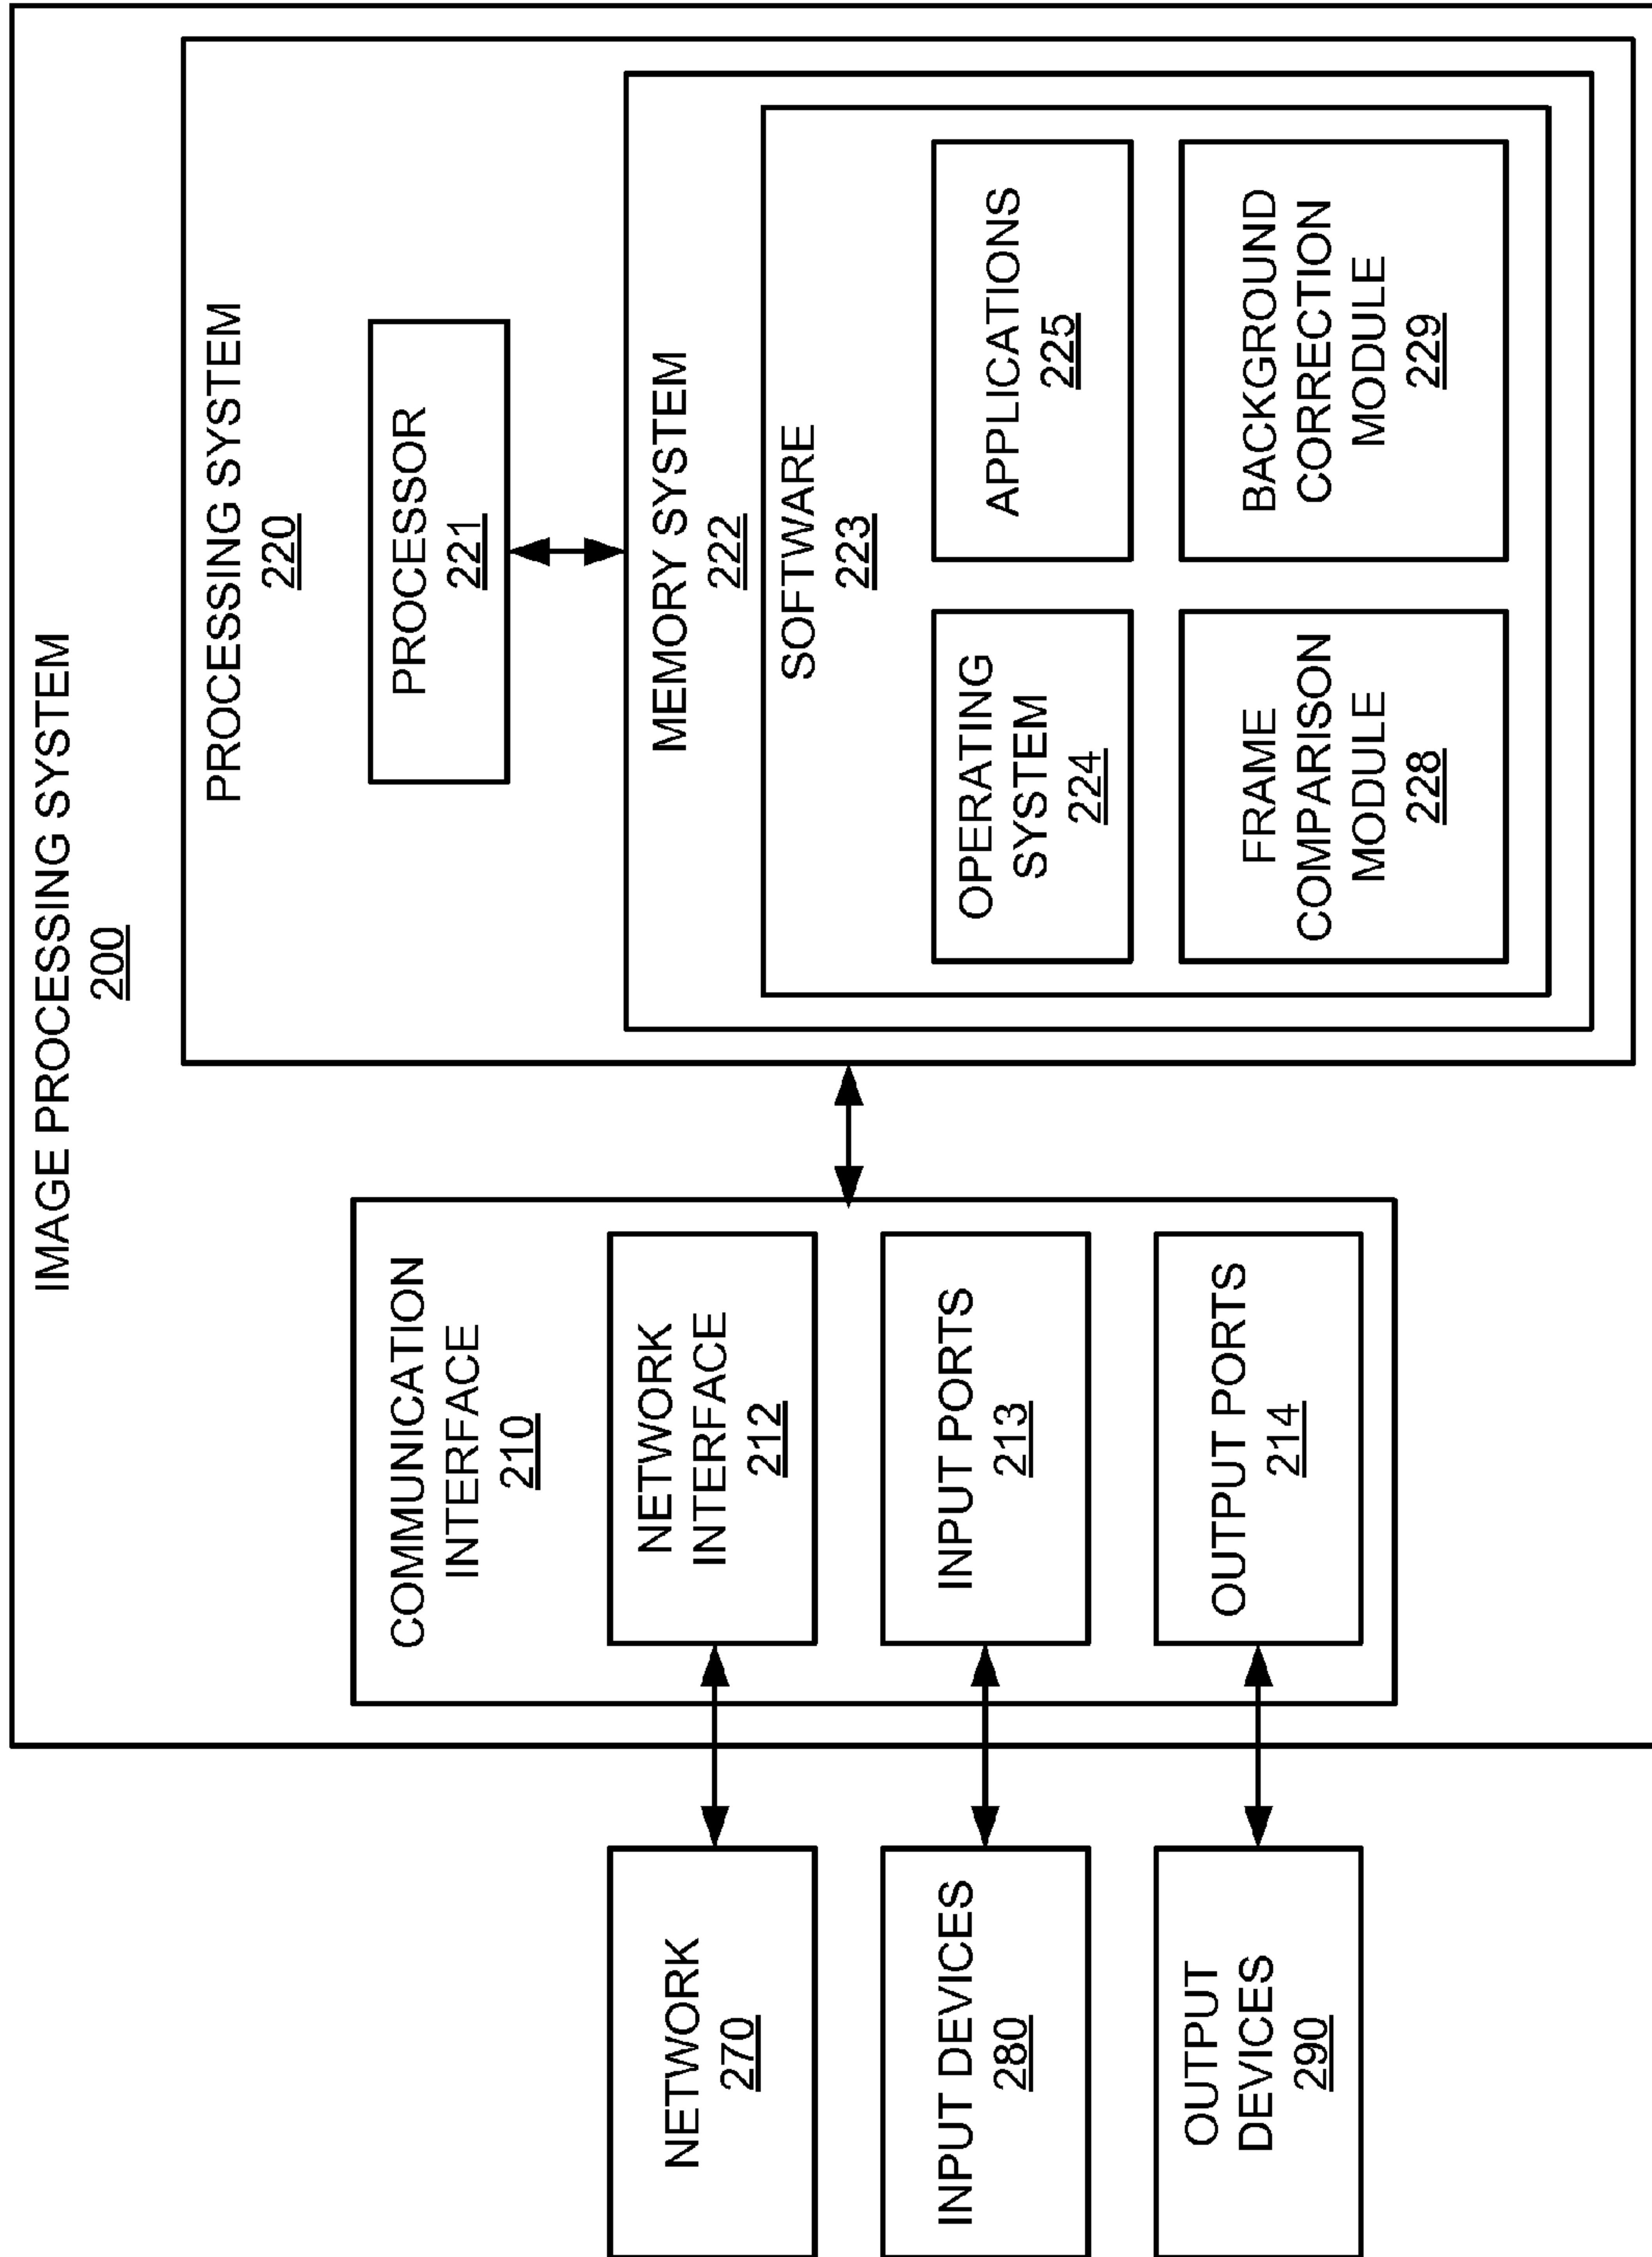 IMAGE PROCESSING SYSTEM
200
NETWORK
270
INPUT DEVICES
280
OUTPUT
DEVICES
290
COMMUNICATION
INTERFACE
210
NETWORK
INTERFACE
212
INPUT PORTS
213
OUTPUT PORTS
214
PROCESSING SYSTEM
220
PROCESSOR
221
MEMORY SYSTEM
222
SOFTWARE
223
OPERATING
SYSTEM
224
APPLICATIONS
225
FRAME
COMPARISON
MODULE
228
BACKGROUND
CORRECTION
MODULE
229